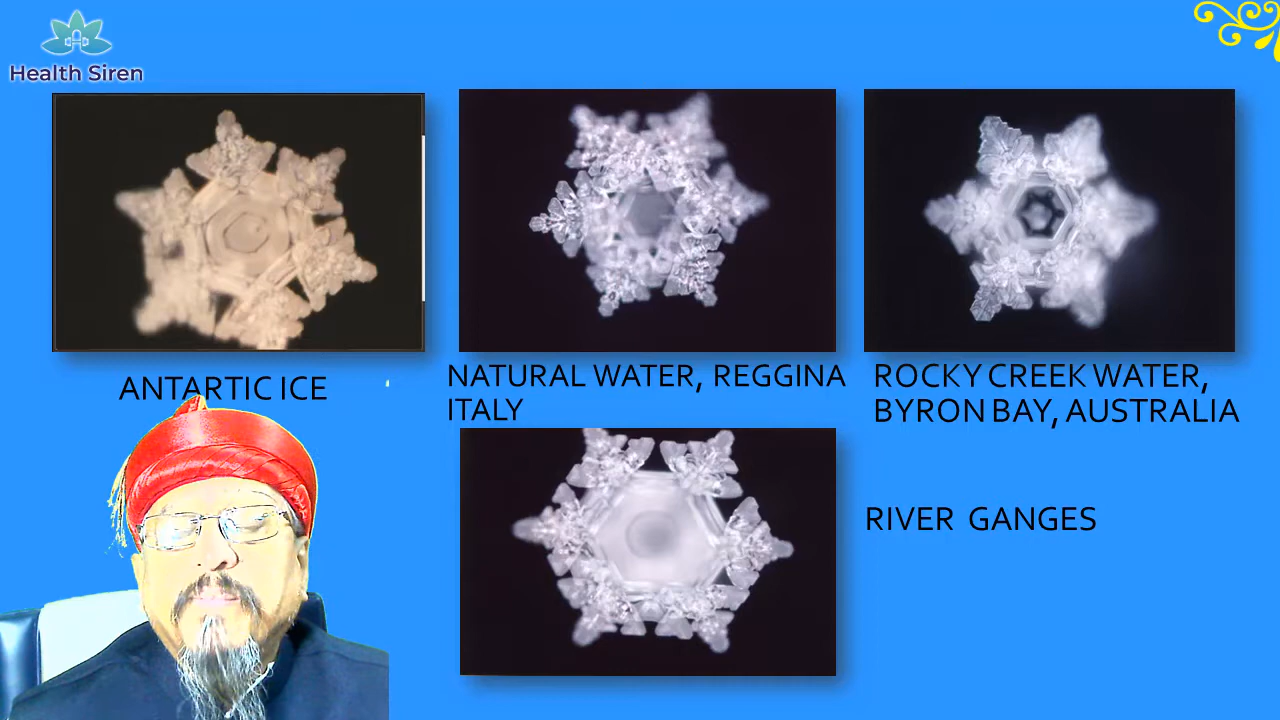 Health Siren
ANTARTIC ICE
NATURAL WATER, REGGINA
ITALY
ROCKY CREEK WATER,
BYRON BAY, AUSTRALIA
RIVER GANGES